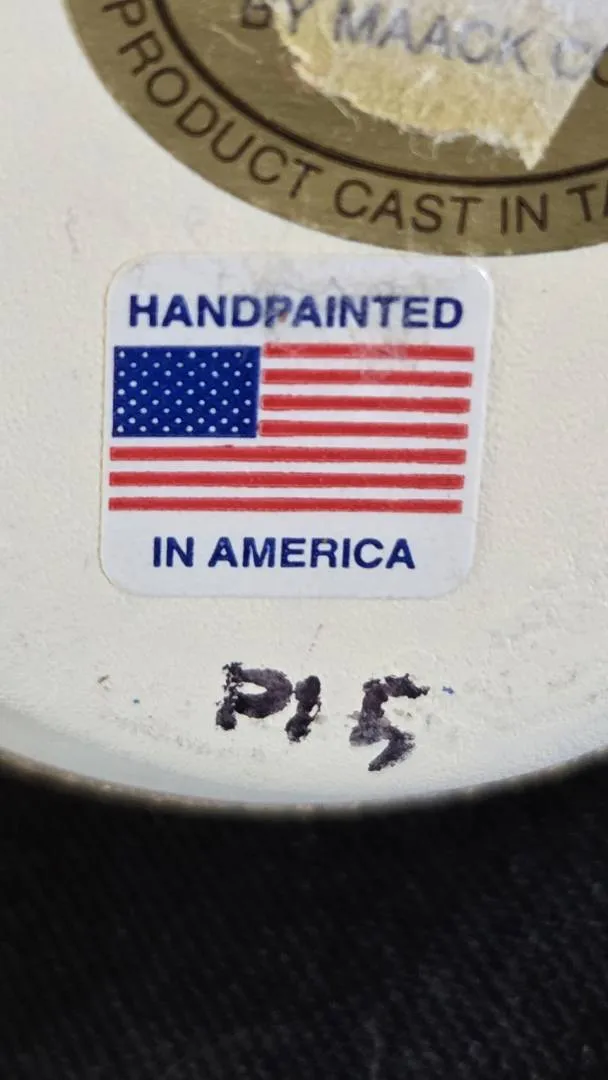 BY MAACK
PRODUCT CAST IN
HANDPAINTED
IN AMERICA
P15